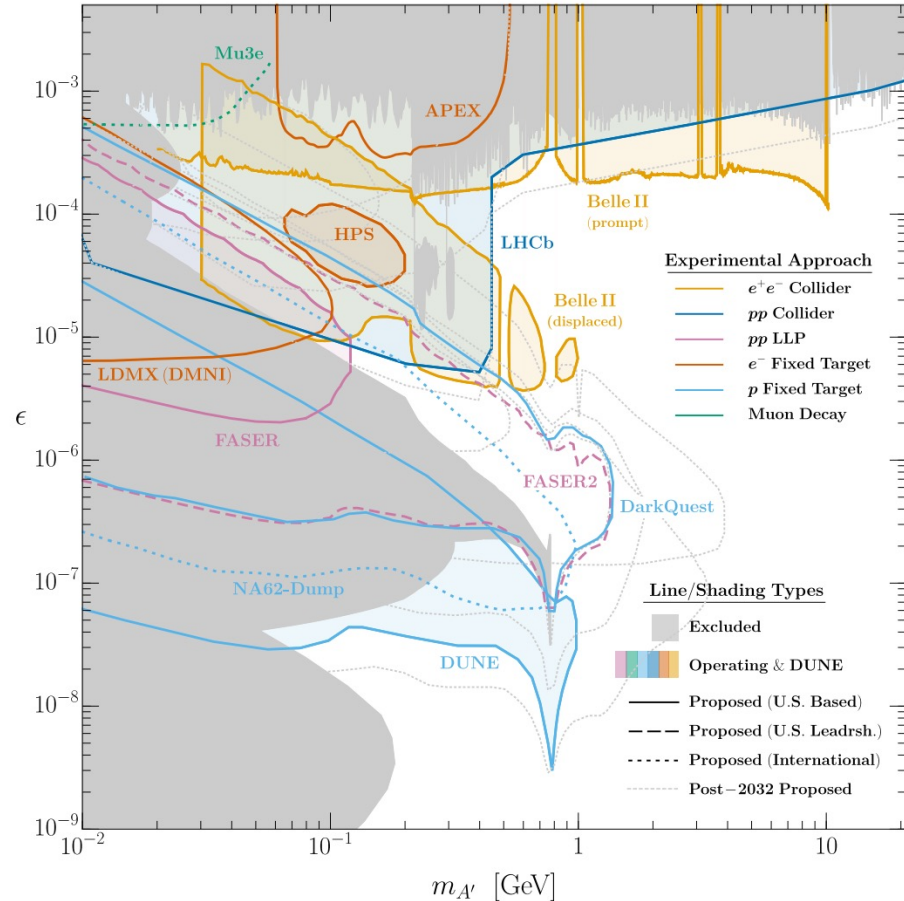 Mu3e
10⁻³
APEX
Belle II
(prompt)
10⁻⁴
HPS
LHCb
Experimental Approach
e⁺e⁻ Collider
Belle II
(displaced)
pp Collider
10⁻⁵
pp LLP
LDMX (DMNI)
e⁻ Fixed Target
p Fixed Target
ϵ
FASER
Muon Decay
10⁻⁶
FASER2
DarkQuest
10⁻⁷
NA62-Dump
Line/Shading Types
Excluded
DUNE
Operating & DUNE
10⁻⁸
Proposed (U.S. Based)
Proposed (U.S. Leadrsh.)
Proposed (International)
Post−2032 Proposed
10⁻⁹
10⁻² 10⁻¹ 1 10
m_A′ [GeV]